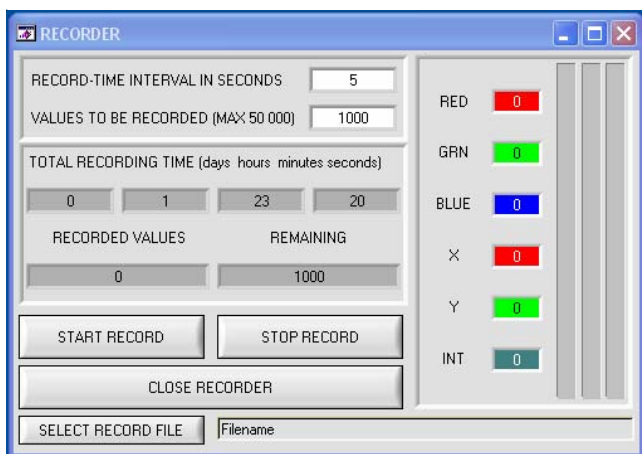 RECORDER
RECORD-TIME INTERVAL IN SECONDS 5
VALUES TO BE RECORDED (MAX 50 000) 1000
TOTAL RECORDING TIME (days hours minutes seconds)
0 1 23 20
RECORDED VALUES REMAINING
0 1000
START RECORD STOP RECORD
CLOSE RECORDER
SELECT RECORD FILE Filename
RED 0
GRN 0
BLUE 0
X 0
Y 0
INT 0